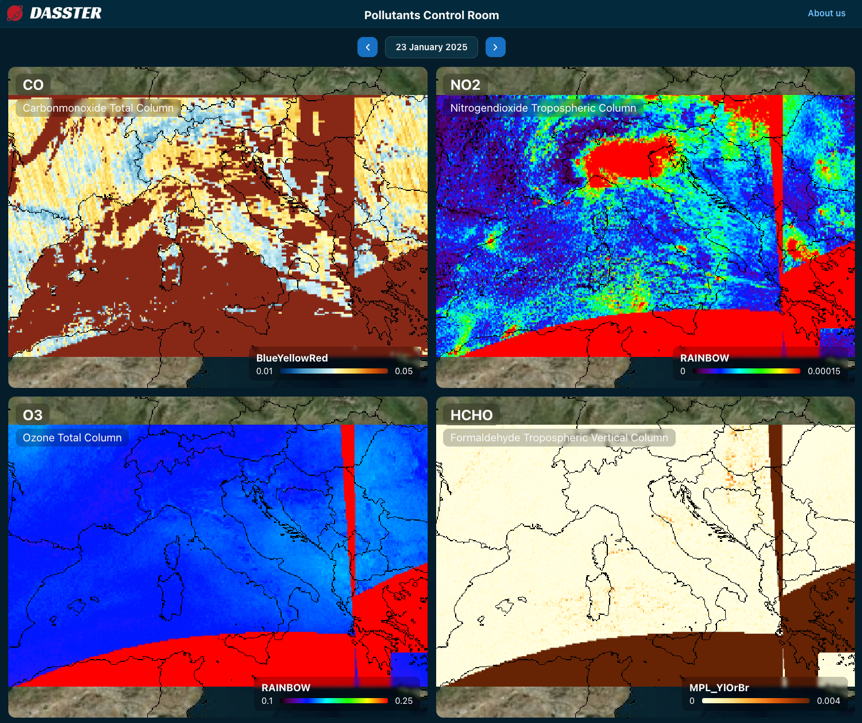 DASSTER
Pollutants Control Room
About us
23 January 2025
CO
Carbonmonoxide Total Column
BlueYellowRed
0.01 0.05
NO2
Nitrogendioxide Tropospheric Column
RAINBOW
0 0.00015
O3
Ozone Total Column
RAINBOW
0.1 0.25
HCHO
Formaldehyde Tropospheric Vertical Column
MPL_YlOrBr
0 0.004